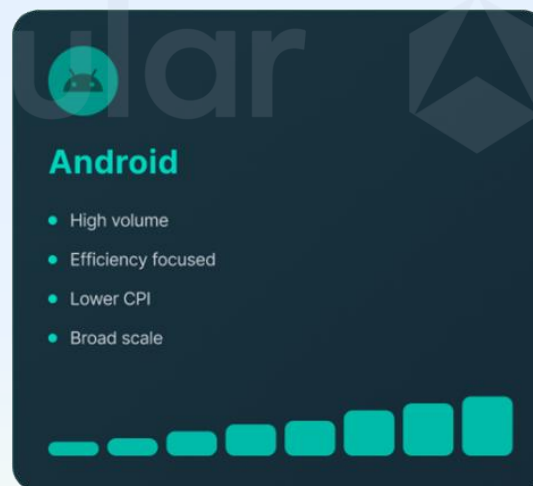 ular
Android
High volume
Efficiency focused
Lower CPI
Broad scale